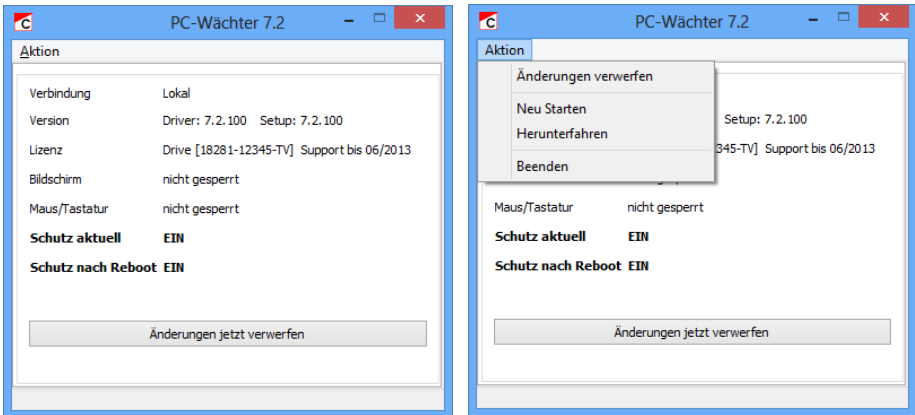 PC-Wächter 7.2
Aktion
Verbindung Lokal
Version Driver: 7.2.100 Setup: 7.2.100
Lizenz Drive [18281-12345-TV] Support bis 06/2013
Bildschirm nicht gesperrt
Maus/Tastatur nicht gesperrt
Schutz aktuell EIN
Schutz nach Reboot EIN
Änderungen jetzt verwerfen
PC-Wächter 7.2
Aktion
Änderungen verwerfen
Neu Starten
Herunterfahren
Beenden
Setup: 7.2.100
345-TV] Support bis 06/2013
Maus/Tastatur nicht gesperrt
Schutz aktuell EIN
Schutz nach Reboot EIN
Änderungen jetzt verwerfen